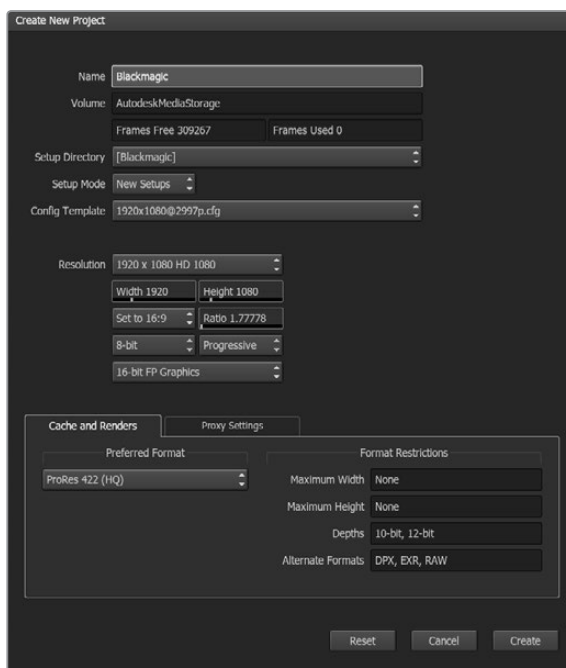 Create New Project
Name Blackmagic
Volume AutodeskMediaStorage
Frames Free 309267 Frames Used 0
Setup Directory [Blackmagic]
Setup Mode New Setups
Config Template 1920x1080@2997p.cfg
Resolution 1920 x 1080 HD 1080
Width 1920 Height 1080
Set to 16:9 Ratio 1.77778
8-bit Progressive
16-bit FP Graphics
Cache and Renders Proxy Settings
Preferred Format Format Restrictions
ProRes 422 (HQ) Maximum Width None
Maximum Height None
Depths 10-bit, 12-bit
Alternate Formats DPX, EXR, RAW
Reset Cancel Create